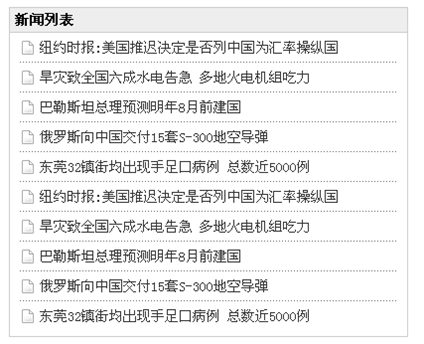 新闻列表
纽约时报:美国推迟决定是否列中国为汇率操纵国
旱灾致全国六成水电告急 多地火电机组吃力
巴勒斯坦总理预测明年8月前建国
俄罗斯向中国交付15套S-300地空导弹
东莞32镇街均出现手足口病例 总数近5000例
纽约时报:美国推迟决定是否列中国为汇率操纵国
旱灾致全国六成水电告急 多地火电机组吃力
巴勒斯坦总理预测明年8月前建国
俄罗斯向中国交付15套S-300地空导弹
东莞32镇街均出现手足口病例 总数近5000例